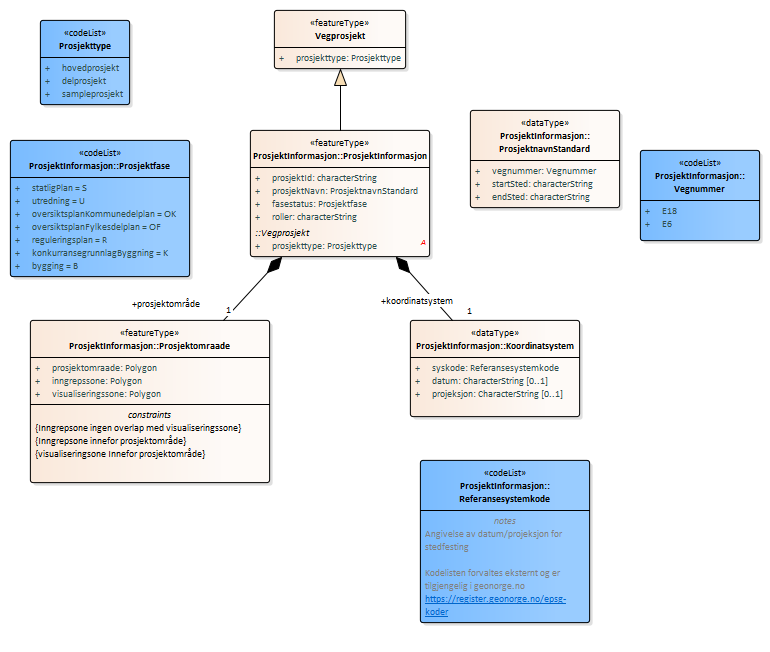 «codeList»
Prosjekttype
+ hovedprosjekt
+ delprosjekt
+ sampleprosjekt
«featureType»
Vegprosjekt
+ prosjekttype: Prosjekttype
«codeList»
ProsjektInformasjon::Prosjektfase
+ statligPlan = S
+ utredning = U
+ oversiktsplanKommunedelplan = OK
+ oversiktsplanFylkesdelplan = OF
+ reguleringsplan = R
+ konkurransegrunnlagByggning = K
+ bygging = B
«featureType»
ProsjektInformasjon::ProsjektInformasjon
+ prosjektId: characterString
+ prosjektNavn: ProsjektnavnStandard
+ fasestatus: Prosjektfase
+ roller: characterString
::Vegprosjekt
+ prosjekttype: Prosjekttype
A
«dataType»
ProsjektInformasjon::
ProsjektnavnStandard
+ vegnummer: Vegnummer
+ startSted: characterString
+ endSted: characterString
«codeList»
ProsjektInformasjon::
Vegnummer
+ E18
+ E6
+prosjektområde
1
+koordinatsystem
1
«featureType»
ProsjektInformasjon::Prosjektomraade
+ prosjektomraade: Polygon
+ inngrepssone: Polygon
+ visualiseringssone: Polygon
constraints
{Inngrepsone ingen overlap med visualiseringssone}
{Inngrepsone innefor prosjektområde}
{visualiseringsone Innefor prosjektområde}
«dataType»
ProsjektInformasjon::Koordinatsystem
+ syskode: Referansesystemkode
+ datum: CharacterString [0..1]
+ projeksjon: CharacterString [0..1]
«codeList»
ProsjektInformasjon::
Referansesystemkode
notes
Angivelse av datum/projeksjon for
stedfesting
Kodelisten forvaltes eksternt og er
tilgjengelig i geonorge.no
https://register.geonorge.no/epsg-
koder